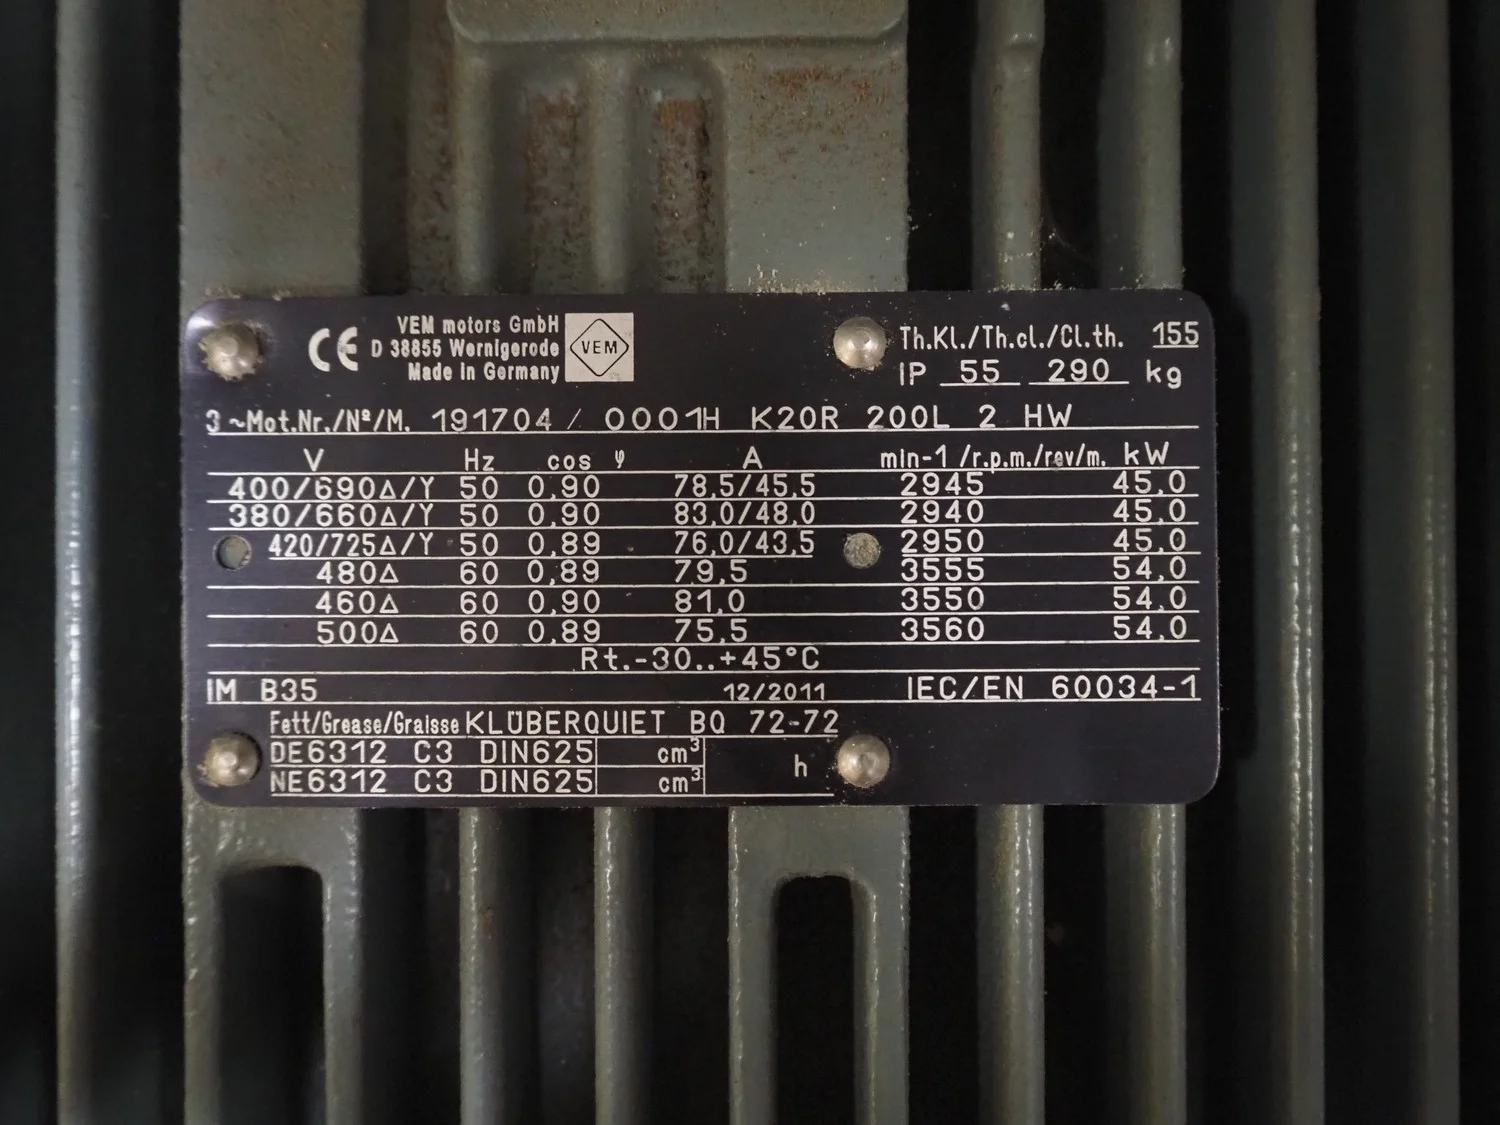 CE
VEM motors GmbH
D 38855 Wernigerode
Made in Germany
VEM
Th.Kl./Th.cl./Cl.th. 155
IP 55 290 kg
3~Mot.Nr./Nº/M. 191704 / 0001H K20R 200L 2 HW
V Hz cos φ A min-1/r.p.m./rev/m. kW
400/690Δ/Y 50 0,90 78,5/45,5 2945 45,0
380/660Δ/Y 50 0,90 83,0/48,0 2940 45,0
420/725Δ/Y 50 0,89 76,0/43,5 2950 45,0
480Δ 60 0,89 79,5 3555 54,0
460Δ 60 0,90 81,0 3550 54,0
500Δ 60 0,89 75,5 3560 54,0
Rt.-30..+45°C
IM B35 12/2011 IEC/EN 60034-1
Fett/Grease/Graisse KLÜBERQUIET BQ 72-72
DE6312 C3 DIN625 cm³
h
NE6312 C3 DIN625 cm³